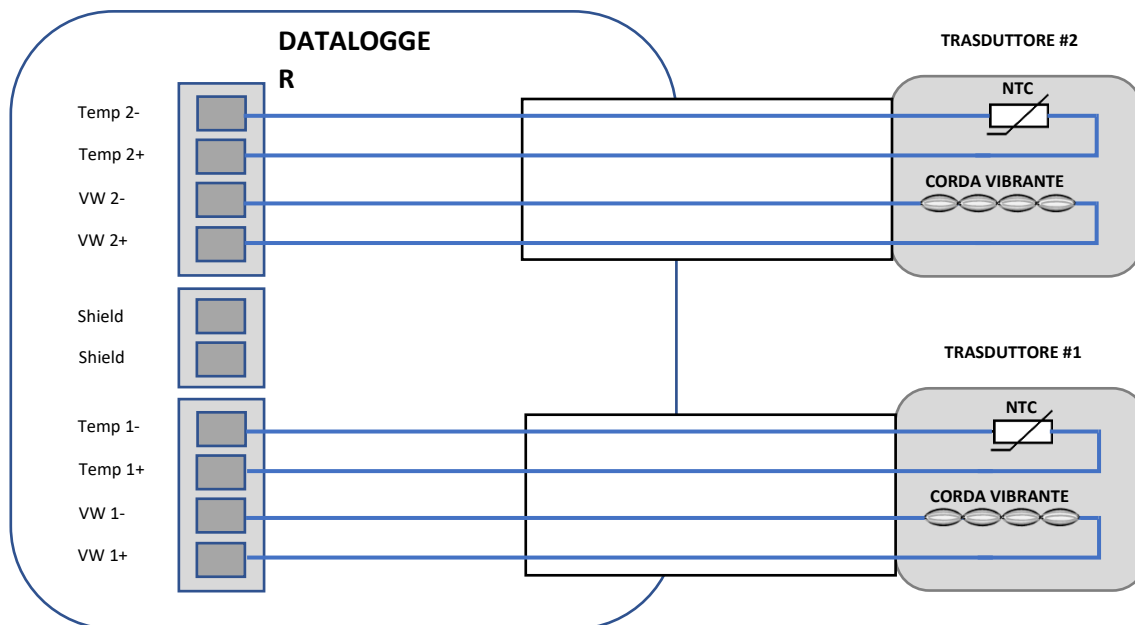 DATALOGGE
R
Temp 2-
Temp 2+
VW 2-
VW 2+
Shield
Shield
Temp 1-
Temp 1+
VW 1-
VW 1+
TRASDUTTORE #2
NTC
CORDA VIBRANTE
TRASDUTTORE #1
NTC
CORDA VIBRANTE